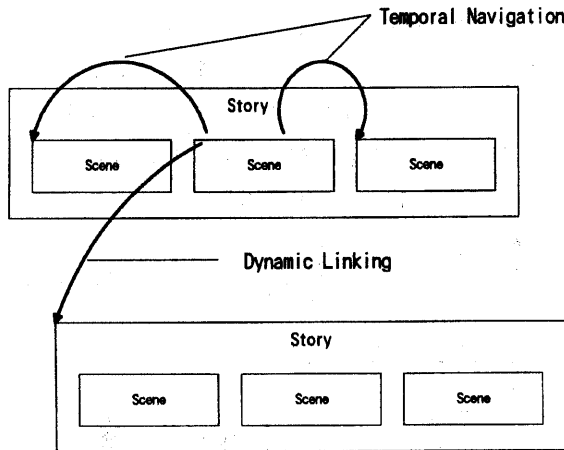 Temporal Navigation
Story
Scene Scene Scene
Dynamic Linking
Story
Scene Scene Scene